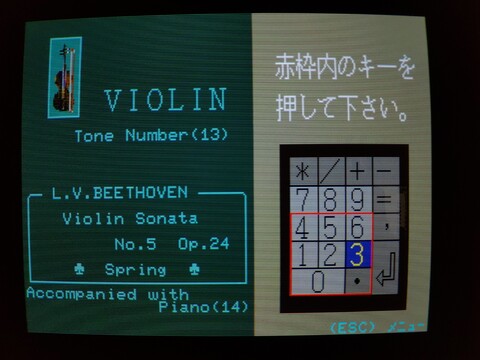 VIOLIN
Tone Number(13)
L.V.BEETHOVEN
Violin Sonata
No.5 Op.24
♣ Spring ♣
Accompanied with
Piano(14)
赤枠内のキーを
押して下さい。
* / + -
7 8 9 =
4 5 6 ,
1 2 3 ↵
0 .
(ESC) メニュー